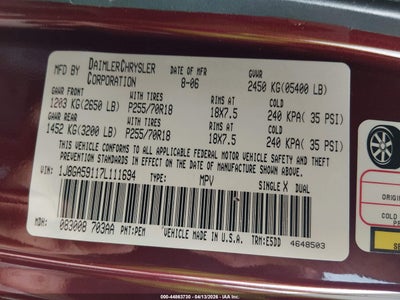 MFD BY DAIMLERCHRYSLER CORPORATION
DATE OF MFR 8-06
GVWR 2450 KG(05400 LB)
GAWR FRONT WITH TIRES RIMS AT COLD
1203 KG(2650 LB) P255/70R18 18X7.5 240 KPA( 35 PSI)
GAWR REAR WITH TIRES RIMS AT COLD
1452 KG(3200 LB) P255/70R18 18X7.5 240 KPA( 35 PSI)
THIS VEHICLE CONFORMS TO ALL APPLICABLE FEDERAL MOTOR VEHICLE SAFETY, BUMPER, AND
THEFT PREVENTION STANDARDS IN EFFECT ON THE DATE OF MANUFACTURE SHOWN ABOVE.
VIN: 1J8GA59117L111694 TYPE: MPV SINGLE X DUAL
MDH: 083008 703AA PNT:PEM VEHICLE MADE IN U.S.A. TRM:E5DD
4648503
ORIGIN
© 000-44863730 - 04/13/2026 - IAA Inc.